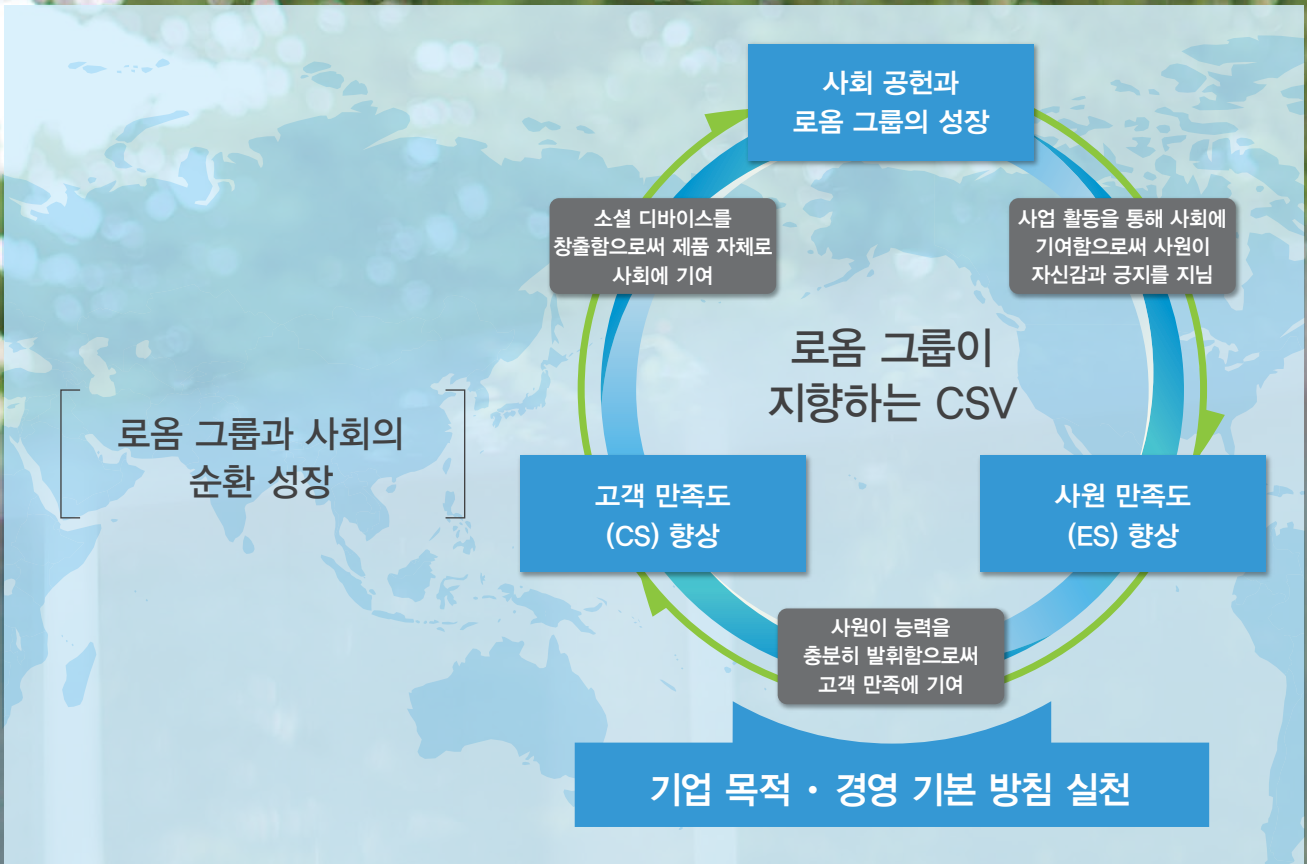 사회 공헌과
로옴 그룹의 성장
소셜 디바이스를
창출함으로써 제품 자체로
사회에 기여
사업 활동을 통해 사회에
기여함으로써 사원이
자신감과 긍지를 지님
로옴 그룹이
지향하는 CSV
로옴 그룹과 사회의
순환 성장
고객 만족도
(CS) 향상
사원 만족도
(ES) 향상
사원이 능력을
충분히 발휘함으로써
고객 만족에 기여
기업 목적 · 경영 기본 방침 실천